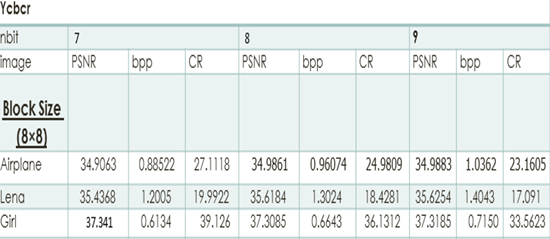 Ycbcr
nbit 7 8 9
image PSNR bpp CR PSNR bpp CR PSNR bpp CR
Block Size
(8×8)
Airplane 34.9063 0.88522 27.1118 34.9861 0.96074 24.9809 34.9883 1.0362 23.1605
Lena 35.4368 1.2005 19.9922 35.6184 1.3024 18.4281 35.6254 1.4043 17.091
Girl 37.341 0.6134 39.126 37.3085 0.6643 36.1312 37.3185 0.7150 33.5623